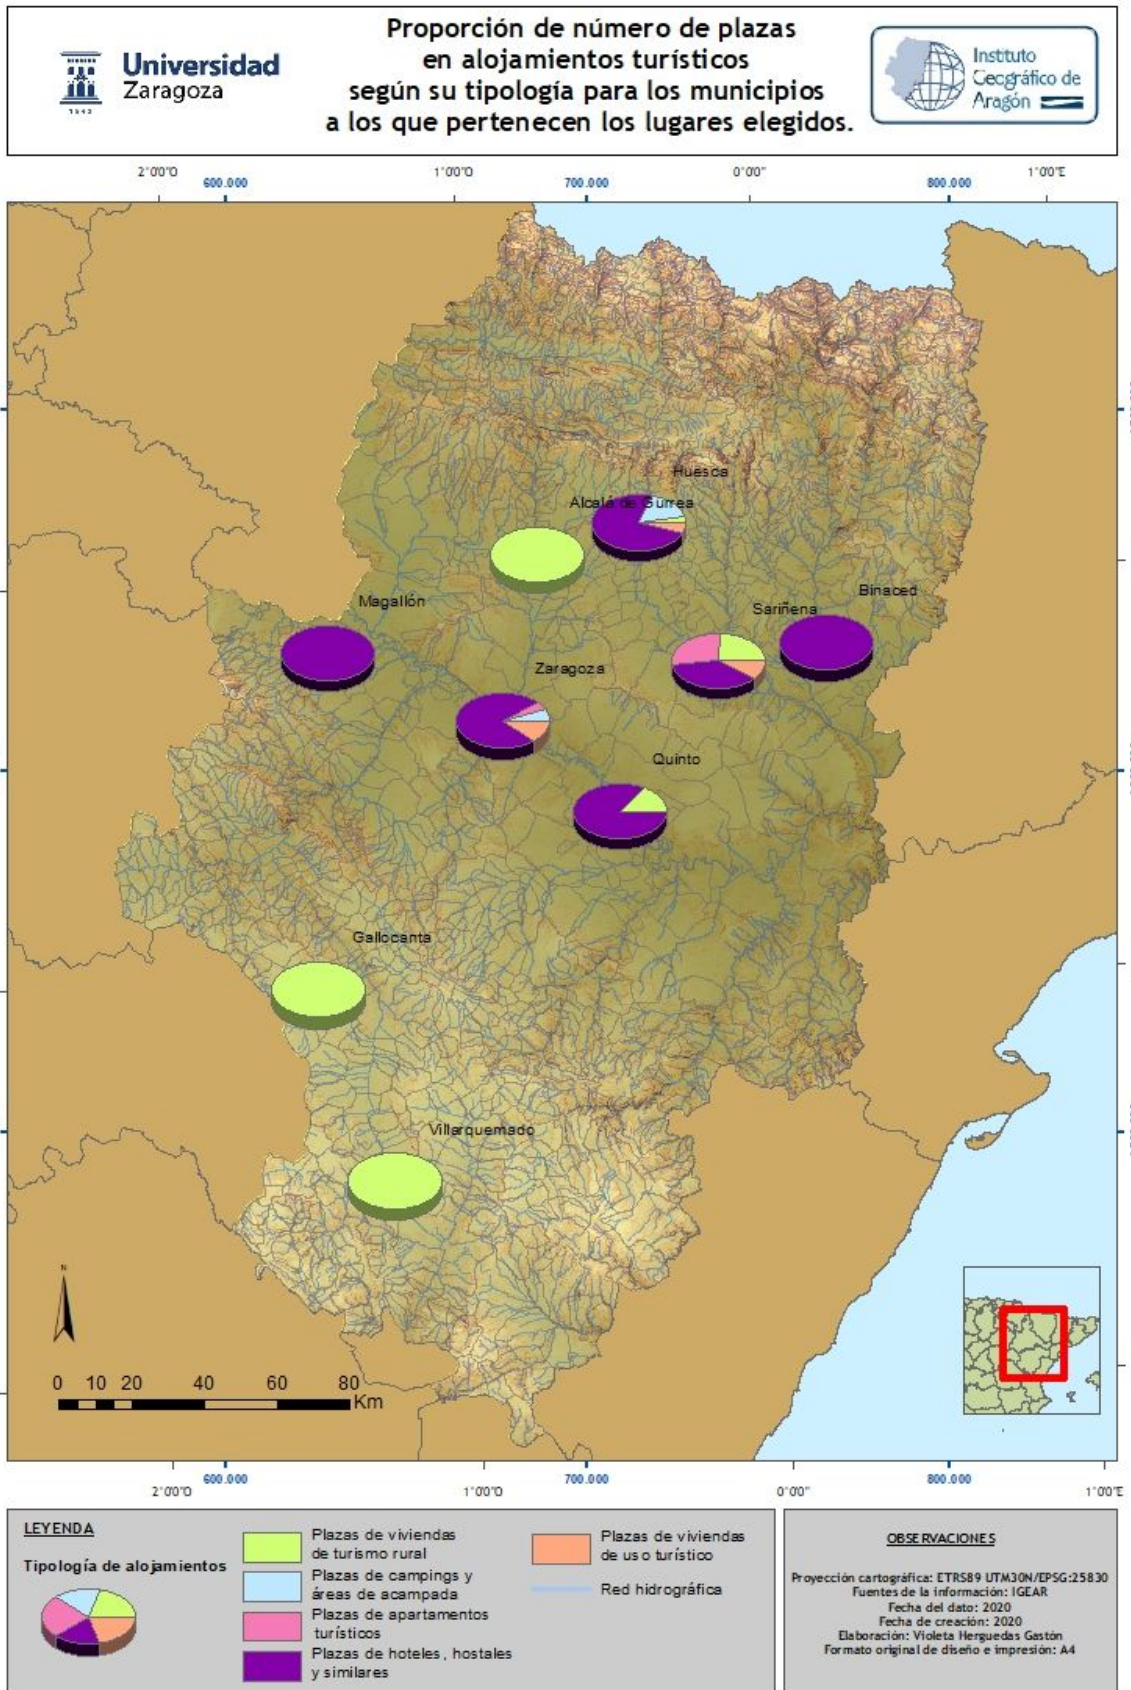 Universidad
Zaragoza
1542
Proporción de número de plazas
en alojamientos turísticos
según su tipología para los municipios
a los que pertenecen los lugares elegidos.
Instituto
Geográfico de
Aragón
2°0'0"O
600.000
1°0'0"O
700.000
0°0'0"
800.000
1°0'0"E
Huesca
Alcalá de Gurrea
Binaced
Magallón
Sariñena
Zaragoza
Quinto
Gallocanta
Villarquemado
N
0 10 20 40 60 80
Km
2°0'0"O
600.000
1°0'0"O
700.000
0°0'0"
800.000
1°0'0"E
LEYENDA
Tipología de alojamientos
Plazas de viviendas
de turismo rural
Plazas de campings y
áreas de acampada
Plazas de apartamentos
turísticos
Plazas de hoteles, hostales
y similares
Plazas de viviendas
de uso turístico
Red hidrográfica
OBSERVACIONES
Proyección cartográfica: ETRS89 UTM30N/EPSG:25830
Fuentes de la información: IGEAR
Fecha del dato: 2020
Fecha de creación: 2020
Elaboración: Violeta Herguedas Gastón
Formato original de diseño e impresión: A4